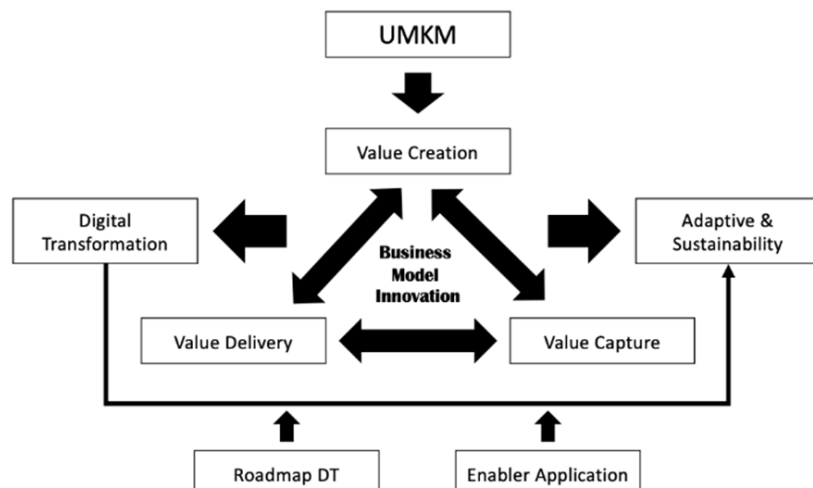 UMKM
Value Creation
Digital
Transformation
Adaptive &
Sustainability
Business
Model
Innovation
Value Delivery
Value Capture
Roadmap DT
Enabler Application